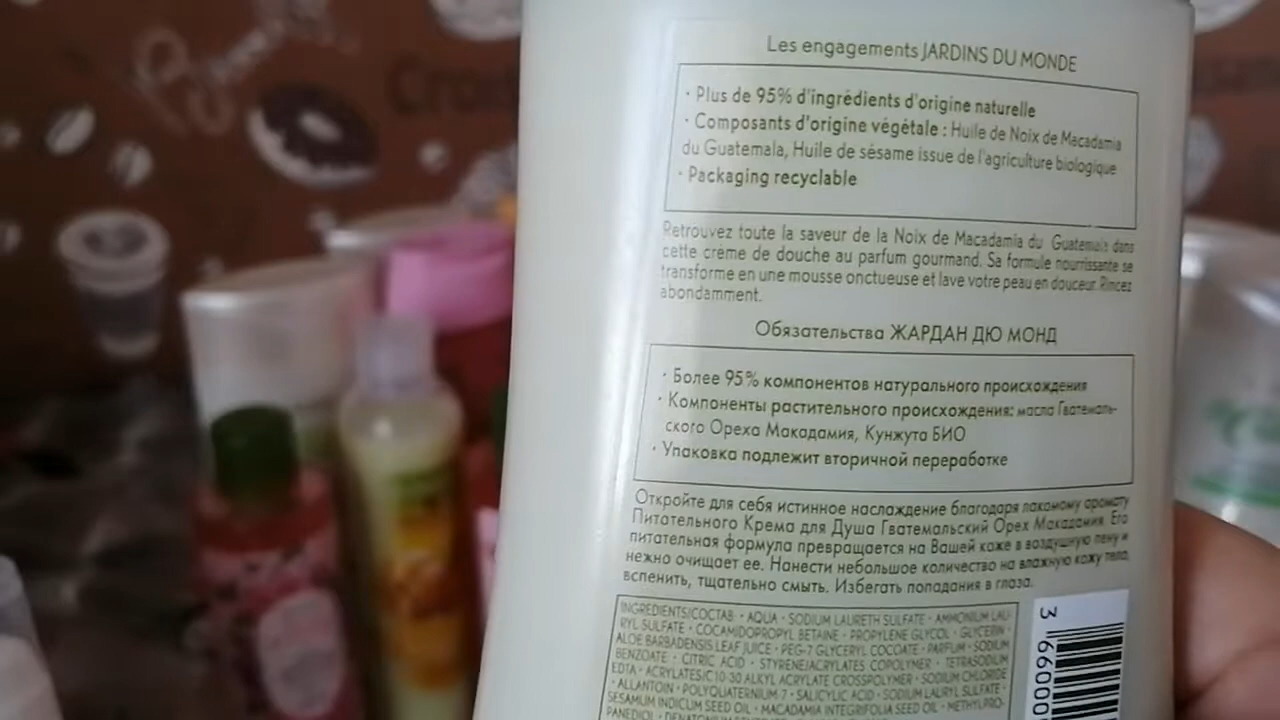 Les engagements JARDINS DU MONDE
· Plus de 95% d'ingrédients d'origine naturelle
· Composants d'origine végétale : Huile de Noix de Macadamia
du Guatemala, Huile de sésame issue de l'agriculture biologique
· Packaging recyclable
Retrouvez toute la saveur de la Noix de Macadamia du Guatemala dans
cette crème de douche au parfum gourmand. Sa formule nourrissante se
transforme en une mousse onctueuse et lave votre peau en douceur. Rincez
abondamment.
Обязательства ЖАРДАН ДЮ МОНД
· Более 95% компонентов натурального происхождения
· Компоненты растительного происхождения: масла Гватемаль-
ского Ореха Макадамия, Кунжута БИО
· Упаковка подлежит вторичной переработке
Откройте для себя истинное наслаждение благодаря лакомому аромату
Питательного Крема для Душа Гватемальский Орех Макадамия. Его
питательная формула превращается на Вашей коже в воздушную пену и
нежно очищает ее. Нанести небольшое количество на влажную кожу тела,
вспенить, тщательно смыть. Избегать попадания в глаза.
INGREDIENTS/СОСТАВ: · AQUA · SODIUM LAURETH SULFATE · AMMONIUM LAU-
RYL SULFATE · COCAMIDOPROPYL BETAINE · PROPYLENE GLYCOL · GLYCERIN ·
ALOE BARBADENSIS LEAF JUICE · PEG-7 GLYCERYL COCOATE · PARFUM · SODIUM
BENZOATE · CITRIC ACID · STYRENE/ACRYLATES COPOLYMER · TETRASODIUM
EDTA · ACRYLATES/C10-30 ALKYL ACRYLATE CROSSPOLYMER · SODIUM CHLORIDE
· ALLANTOIN · POLYQUATERNIUM-7 · SALICYLIC ACID · SODIUM LAURYL SULFATE ·
SESAMUM INDICUM SEED OIL · MACADAMIA INTEGRIFOLIA SEED OIL · METHYLPRO-
PANEDIOL
3 66000